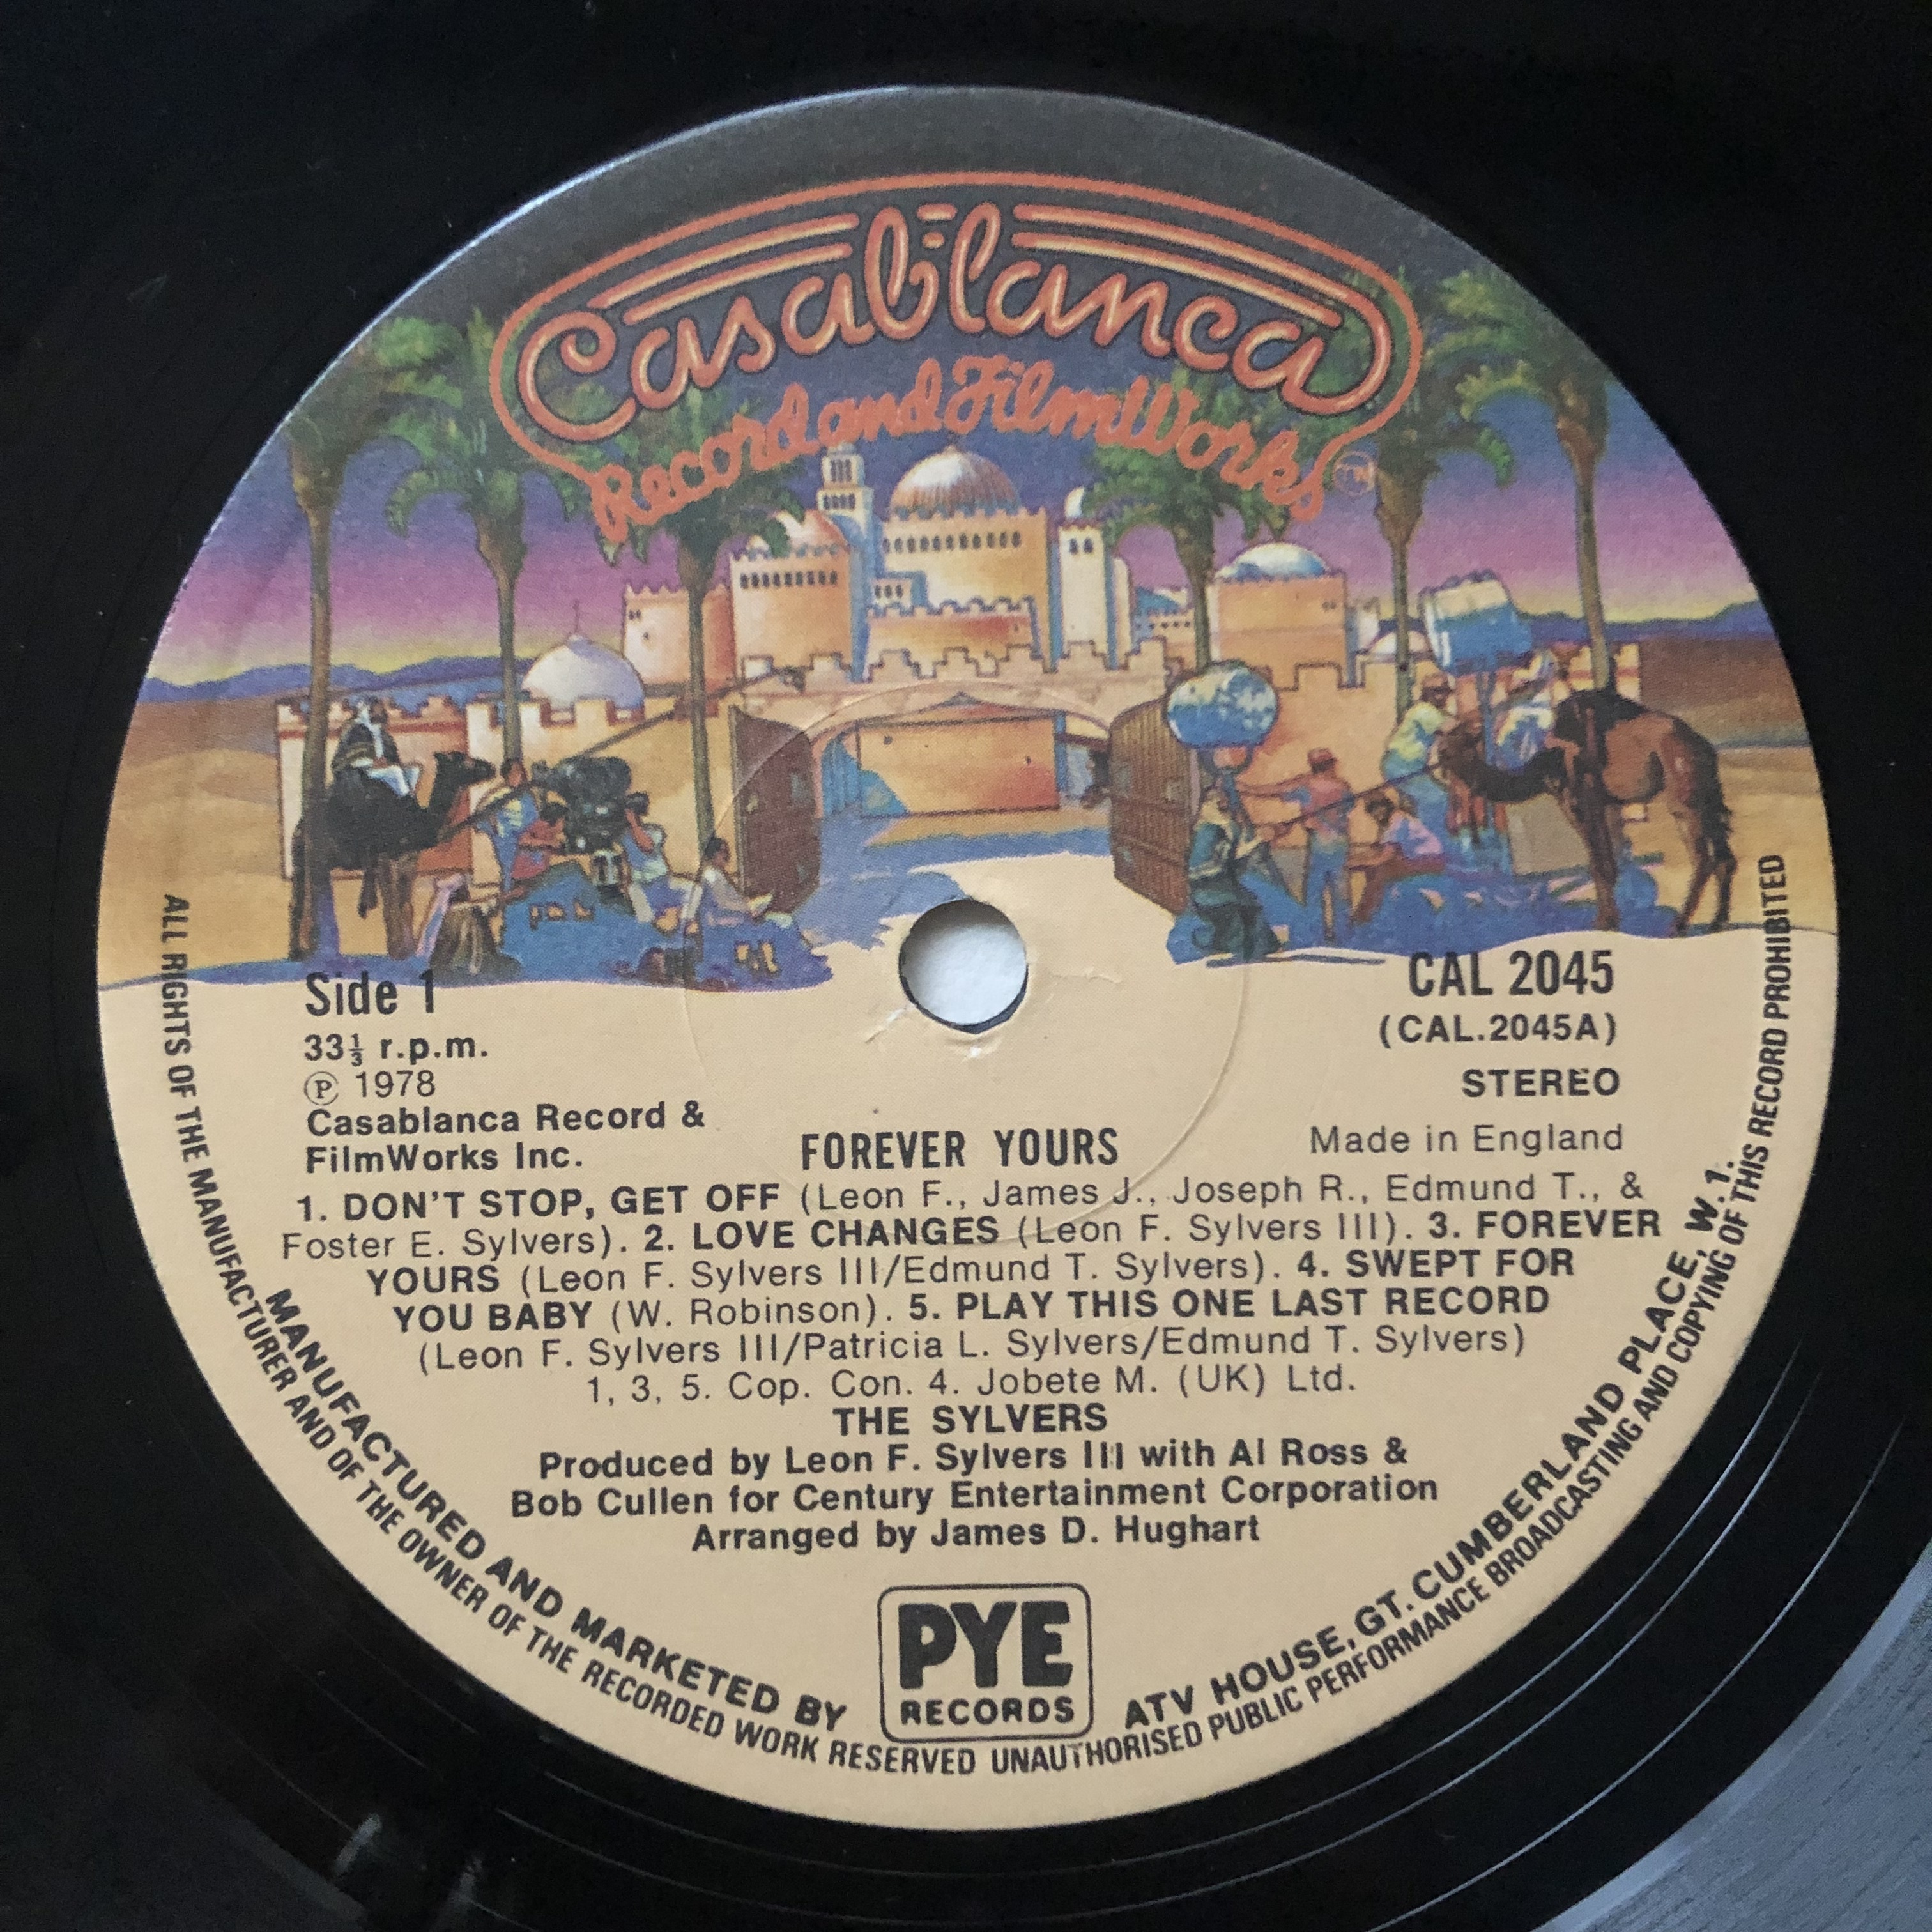 Casablanca
Record and FilmWorks
TM
Side 1
33⅓ r.p.m.
Ⓟ 1978
Casablanca Record &
FilmWorks Inc.
CAL 2045
(CAL.2045A)
STEREO
Made in England
FOREVER YOURS
1. DON'T STOP, GET OFF (Leon F., James J., Joseph R., Edmund T., &
Foster E. Sylvers). 2. LOVE CHANGES (Leon F. Sylvers III). 3. FOREVER
YOURS (Leon F. Sylvers III/Edmund T. Sylvers). 4. SWEPT FOR
YOU BABY (W. Robinson). 5. PLAY THIS ONE LAST RECORD
(Leon F. Sylvers III/Patricia L. Sylvers/Edmund T. Sylvers)
1, 3, 5. Cop. Con. 4. Jobete M. (UK) Ltd.
THE SYLVERS
Produced by Leon F. Sylvers III with Al Ross &
Bob Cullen for Century Entertainment Corporation
Arranged by James D. Hughart
MANUFACTURED AND MARKETED BY
PYE
RECORDS
ATV HOUSE, GT. CUMBERLAND PLACE, W.1.
ALL RIGHTS OF THE MANUFACTURER AND OF THE OWNER OF THE RECORDED WORK RESERVED UNAUTHORISED PUBLIC PERFORMANCE BROADCASTING AND COPYING OF THIS RECORD PROHIBITED